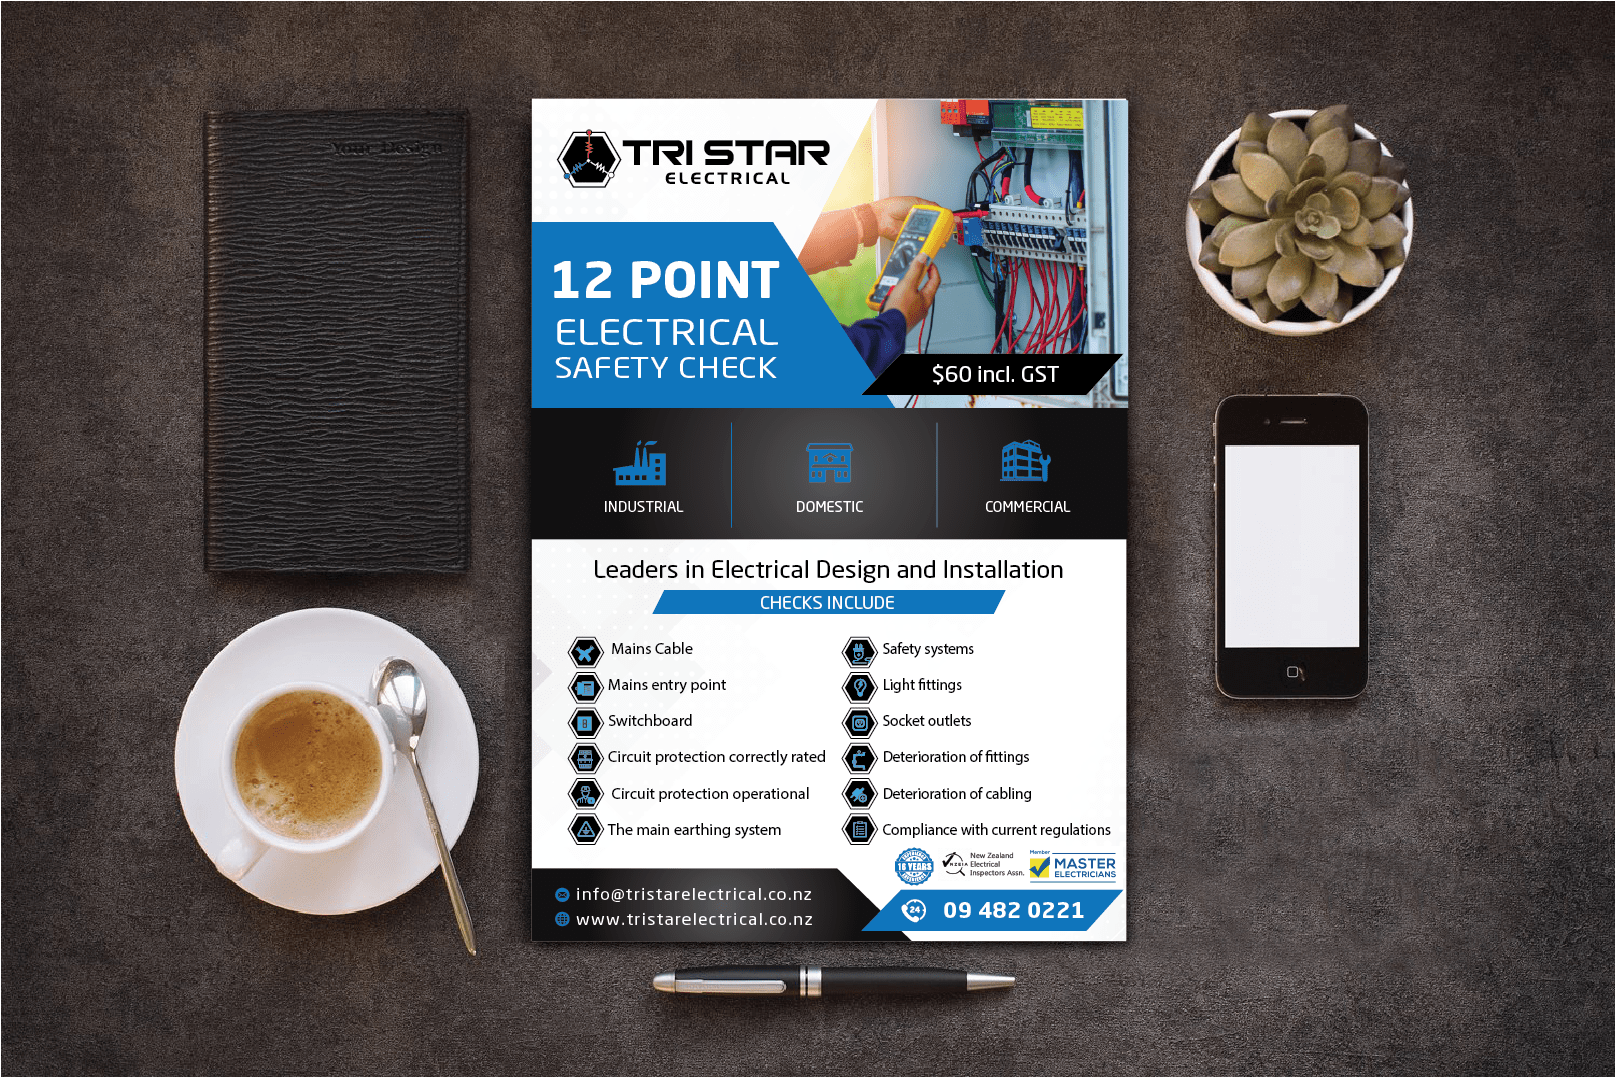 Your Design
TRI STAR
ELECTRICAL
12 POINT
ELECTRICAL
SAFETY CHECK
$60 incl. GST
INDUSTRIAL
DOMESTIC
COMMERCIAL
Leaders in Electrical Design and Installation
CHECKS INCLUDE
Mains Cable
Mains entry point
Switchboard
Circuit protection correctly rated
Circuit protection operational
The main earthing system
Safety systems
Light fittings
Socket outlets
Deterioration of fittings
Deterioration of cabling
Compliance with current regulations
16 YEARS
NZEIA
New Zealand
Electrical
Inspectors Assn.
Member
MASTER
ELECTRICIANS
info@tristarelectrical.co.nz
www.tristarelectrical.co.nz
24
09 482 0221